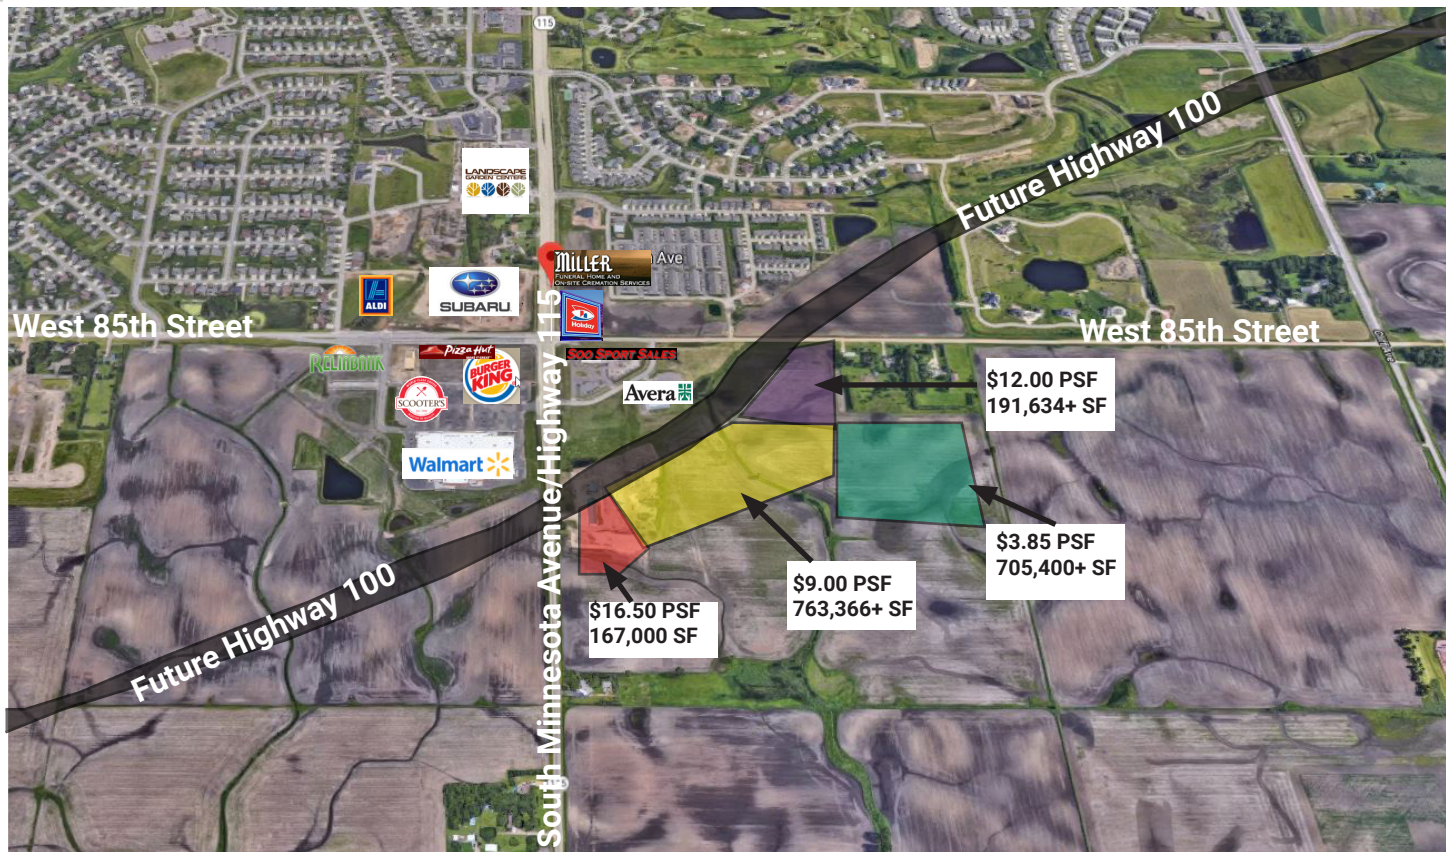 115
LANDSCAPE
GARDEN CENTERS
Future Highway 100
MILLER
FUNERAL HOME AND
ON-SITE CREMATION SERVICES
Ave
ALDI
SUBARU
Holiday
West 85th Street
West 85th Street
RELIABANK
Pizza Hut
BURGER
KING
SOO SPORT SALES
SCOOTER'S
Avera
Walmart
$12.00 PSF
191,634+ SF
$3.85 PSF
705,400+ SF
$9.00 PSF
763,366+ SF
$16.50 PSF
167,000 SF
Future Highway 100
South Minnesota Avenue/Highway 115